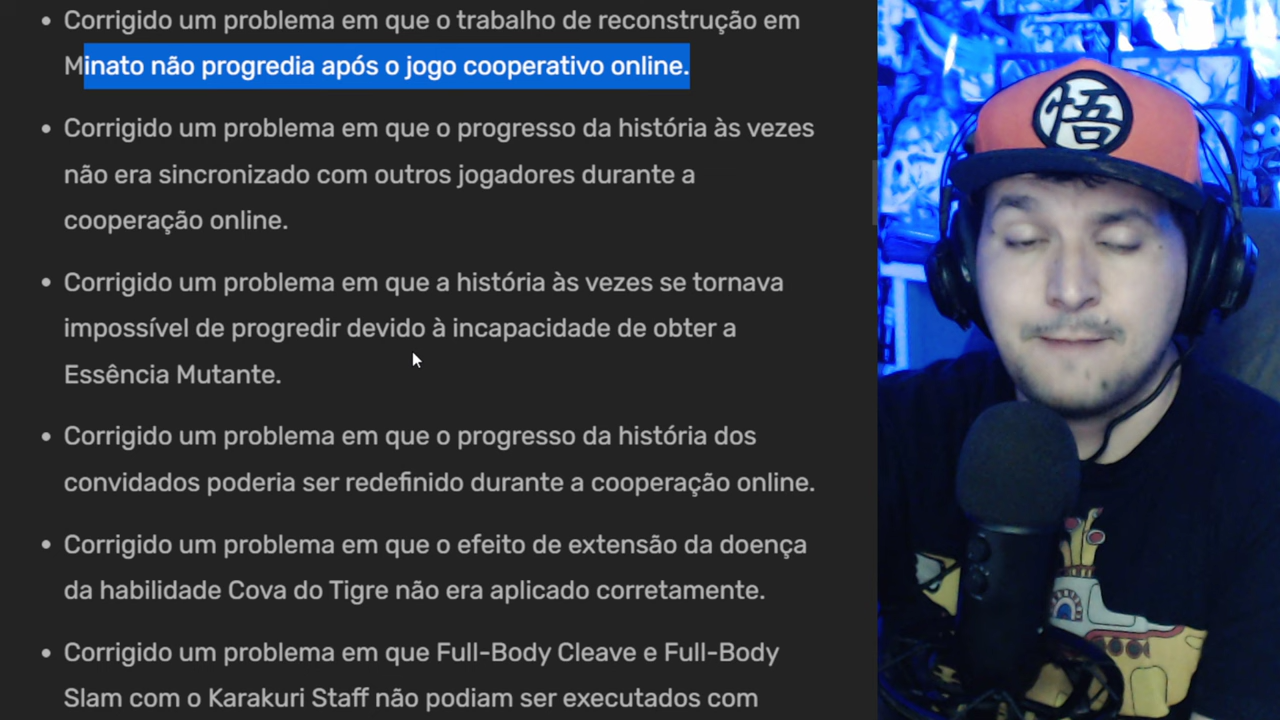 Corrigido um problema em que o trabalho de reconstrução em
Minato não progredia após o jogo cooperativo online.
Corrigido um problema em que o progresso da história às vezes
não era sincronizado com outros jogadores durante a
cooperação online.
Corrigido um problema em que a história às vezes se tornava
impossível de progredir devido à incapacidade de obter a
Essência Mutante.
Corrigido um problema em que o progresso da história dos
convidados poderia ser redefinido durante a cooperação online.
Corrigido um problema em que o efeito de extensão da doença
da habilidade Cova do Tigre não era aplicado corretamente.
Corrigido um problema em que Full-Body Cleave e Full-Body
Slam com o Karakuri Staff não podiam ser executados com
悟